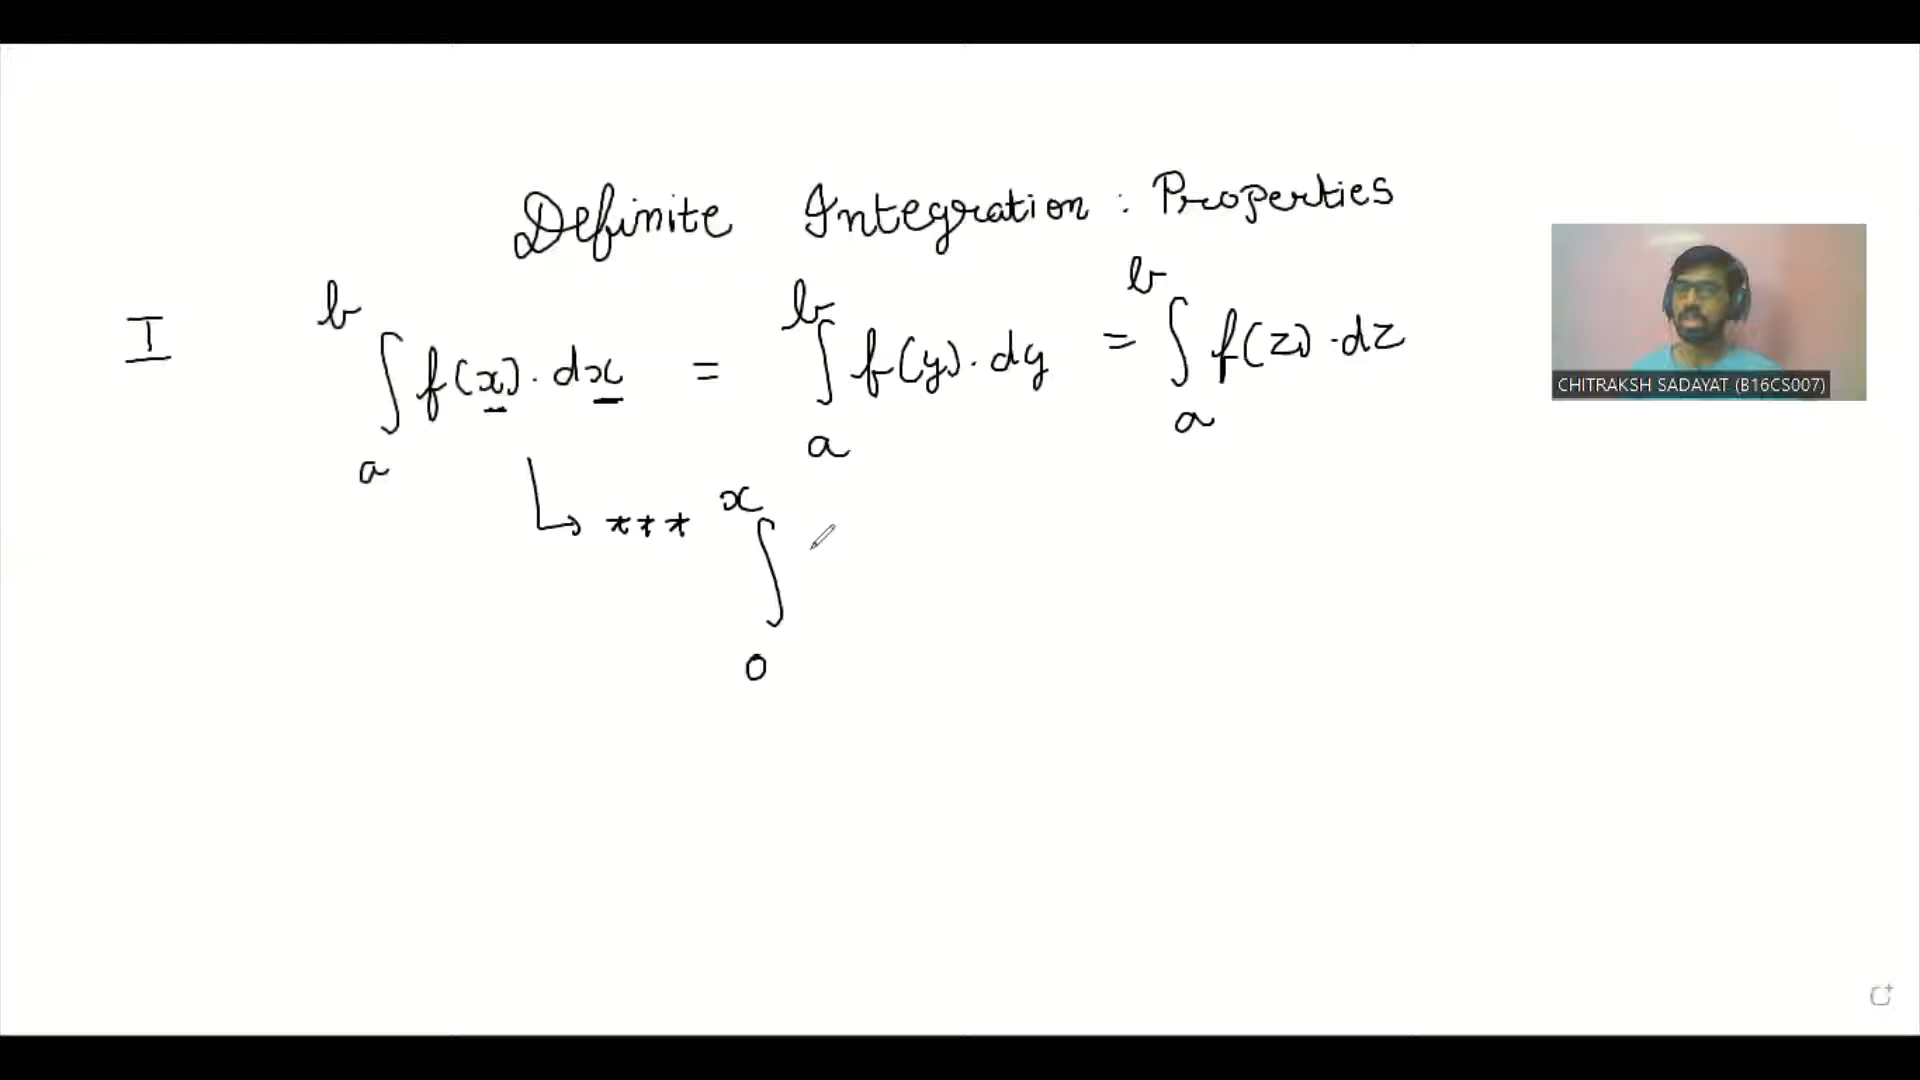 Definite Integration : Properties
I ∫_a^b f(x)·dx = ∫_a^b f(y)·dy = ∫_a^b f(z)·dz
↳ *** ∫_0^x
CHITRAKSH SADAYAT (B16CS007)